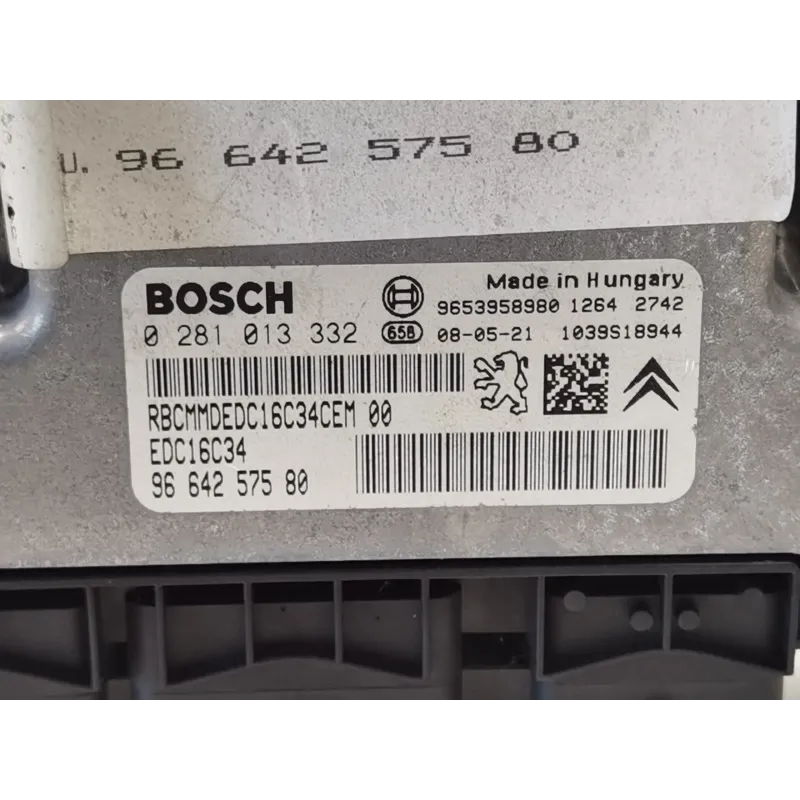 U. 96 642 575 80
BOSCH
Made in Hungary
9653958980 1264 2742
0 281 013 332 65B 08-05-21 1039S18944
RBCMMDEDC16C34CEM 00
EDC16C34
96 642 575 80